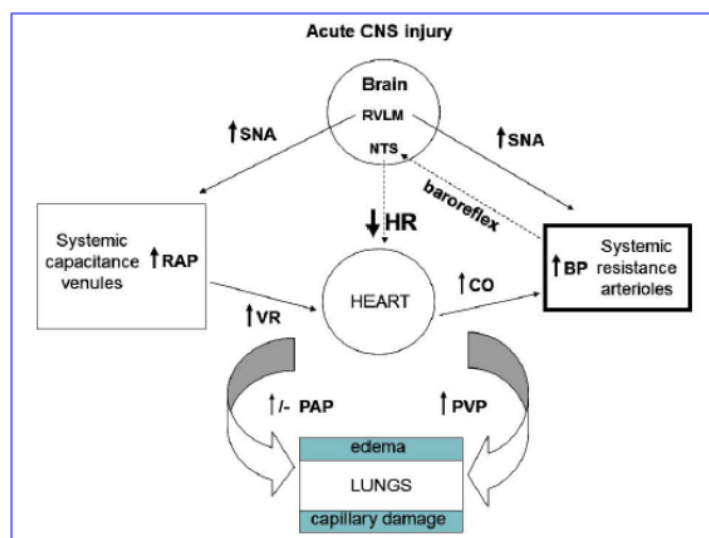 Acute CNS injury
Brain
RVLM
NTS
↑SNA
↑SNA
baroreflex
↓HR
Systemic
capacitance
venules
↑RAP
↑BP
Systemic
resistance
arterioles
HEART
↑VR
↑CO
↑/- PAP
↑PVP
edema
LUNGS
capillary damage